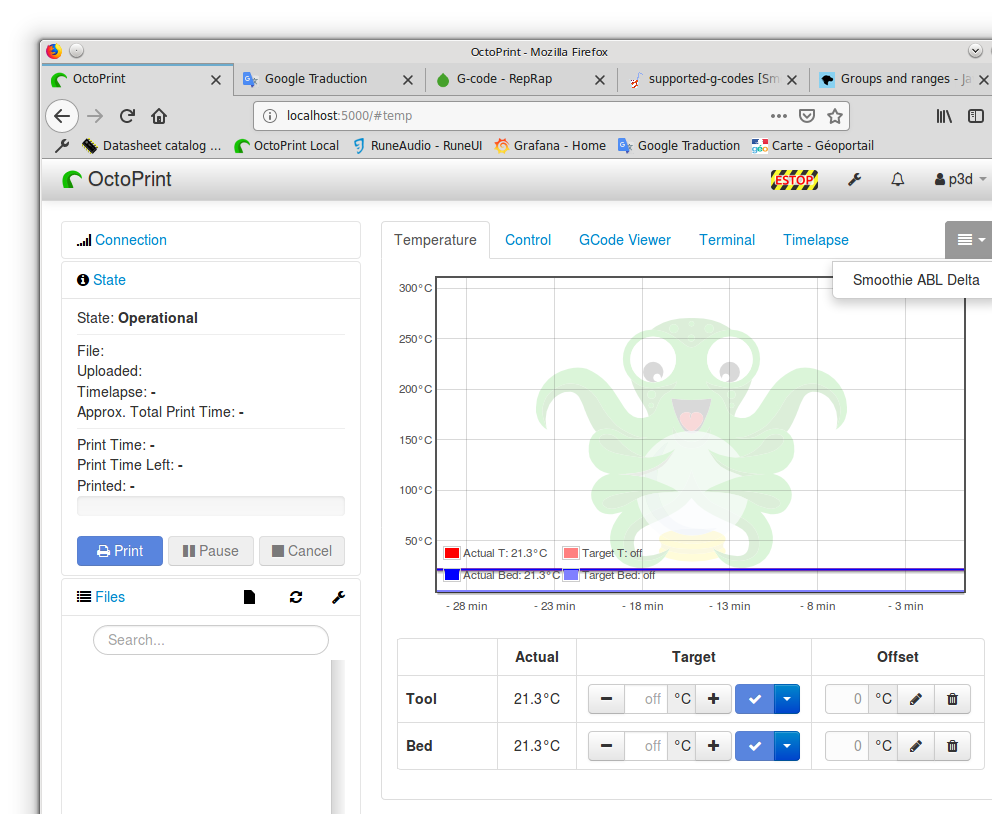 OctoPrint - Mozilla Firefox
OctoPrint
Google Traduction
G-code - RepRap
supported-g-codes [Sm
Groups and ranges - Ja
localhost:5000/#temp
Datasheet catalog ...
OctoPrint Local
RuneAudio - RuneUI
Grafana - Home
Google Traduction
Carte - Géoportail
OctoPrint
ESTOP
p3d
Connection
State
State: Operational
File:
Uploaded:
Timelapse: -
Approx. Total Print Time: -
Print Time: -
Print Time Left: -
Printed: -
Print
Pause
Cancel
Files
Search...
Temperature
Control
GCode Viewer
Terminal
Timelapse
Smoothie ABL Delta
300°C
250°C
200°C
150°C
100°C
50°C
Actual T: 21.3°C
Target T: off
Actual Bed: 21.3°C
Target Bed: off
- 28 min
- 23 min
- 18 min
- 13 min
- 8 min
- 3 min
Actual
Target
Offset
Tool
21.3°C
off
°C
0
°C
Bed
21.3°C
off
°C
0
°C